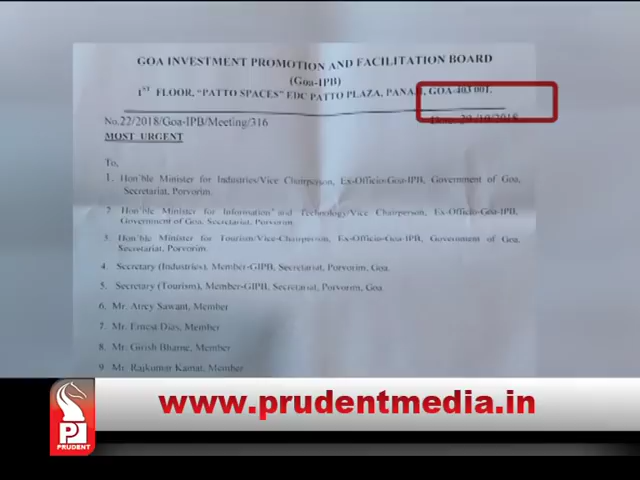 GOA INVESTMENT PROMOTION AND FACILITATION BOARD
(Goa-IPB)
1ST FLOOR, "PATTO SPACES" EDC PATTO PLAZA, PANAJI, GOA-403 001.
No.22/2018/Goa-IPB/Meeting/316
Date: /10/2018
MOST URGENT
To,
1. Hon'ble Minister for Industries/Vice Chairperson, Ex-Officio-Goa-IPB, Government of Goa,
Secretariat, Porvorim.
2. Hon'ble Minister for Information and Technology/Vice Chairperson, Ex-Officio-Goa-IPB,
Government of Goa, Secretariat, Porvorim.
3. Hon'ble Minister for Tourism/Vice-Chairperson, Ex-Officio-Goa-IPB, Government of Goa,
Secretariat, Porvorim.
4. Secretary (Industries), Member-GIPB, Secretariat, Porvorim, Goa.
5. Secretary (Tourism), Member-GIPB, Secretariat, Porvorim, Goa.
6. Mr. Atrey Sawant, Member
7. Mr. Ernest Dias, Member
8. Mr. Girish Bharne, Member
9. Mr. Rajkumar Kamat, Member
www.prudentmedia.in
PRUDENT